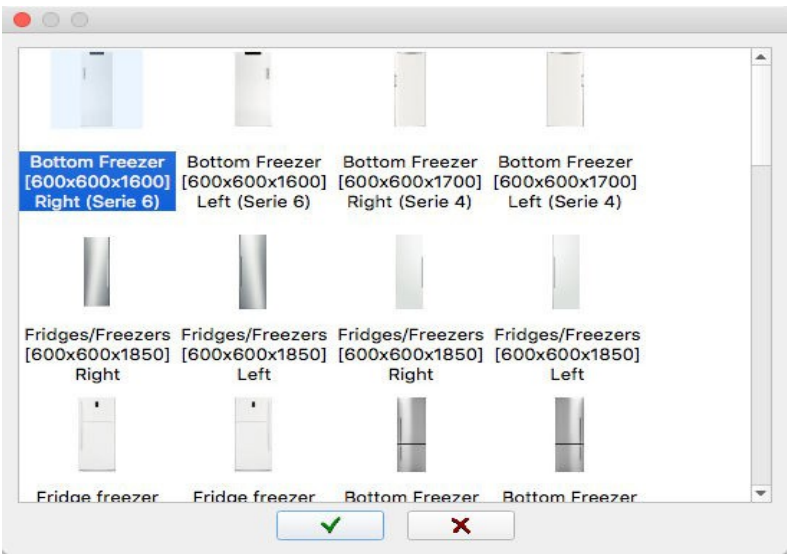 Bottom Freezer
[600x600x1600]
Right (Serie 6)
Bottom Freezer
[600x600x1600]
Left (Serie 6)
Bottom Freezer
[600x600x1700]
Right (Serie 4)
Bottom Freezer
[600x600x1700]
Left (Serie 4)
Fridges/Freezers
[600x600x1850]
Right
Fridges/Freezers
[600x600x1850]
Left
Fridges/Freezers
[600x600x1850]
Right
Fridges/Freezers
[600x600x1850]
Left
Fridge freezer
Fridge freezer
Bottom Freezer
Bottom Freezer